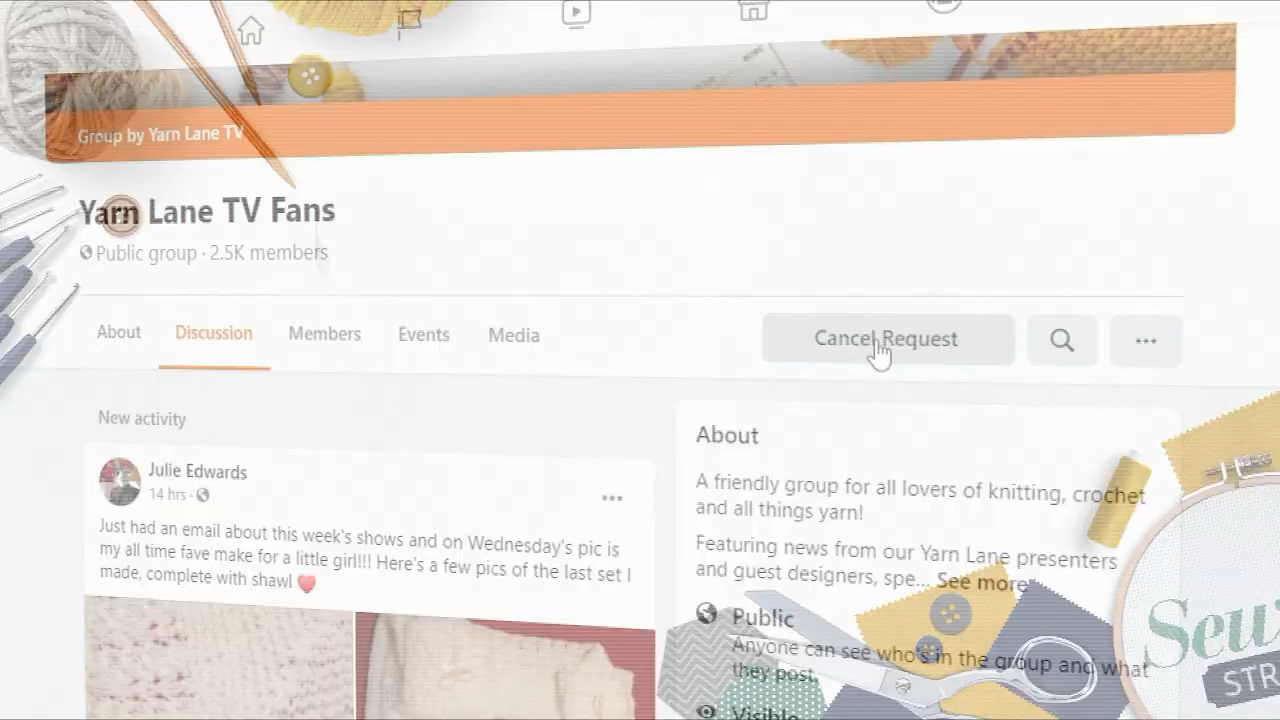 Group by Yarn Lane TV
Yarn Lane TV Fans
Public group · 2.5K members
About Discussion Members Events Media Cancel Request
New activity
Julie Edwards
14 hrs ·
Just had an email about this week's shows and on Wednesday's pic is
my all time fave make for a little girl!!! Here's a few pics of the last set I
made, complete with shawl ❤️
About
A friendly group for all lovers of knitting, crochet
and all things yarn!
Featuring news from our Yarn Lane presenters
and guest designers, spe... See more
Public
Anyone can see who's in the group and what
they post.
Visible
Sew
STR